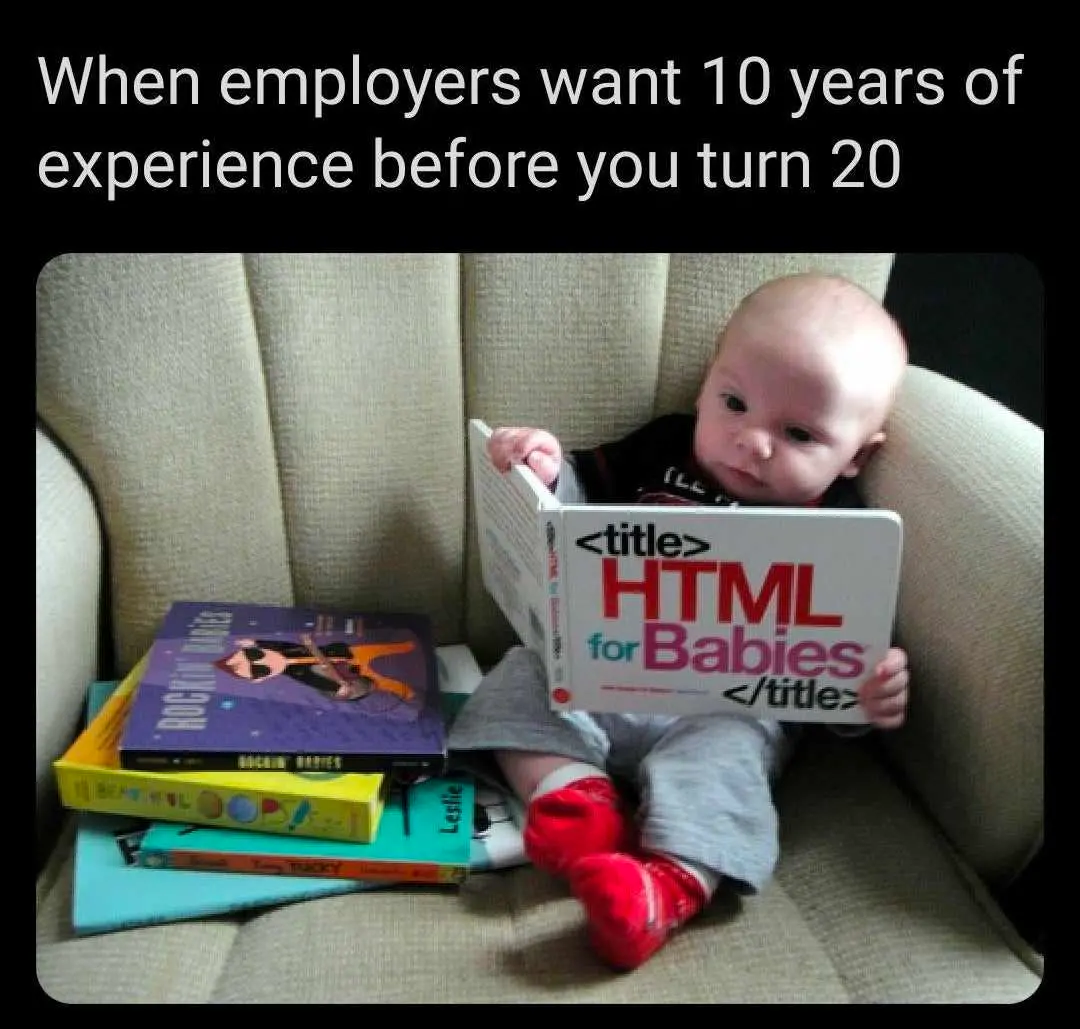 When employers want 10 years of
experience before you turn 20
<title>
HTML
for Babies
</title>
ROCKIN' BABIES
ROCKIN' BABIES
Leslie